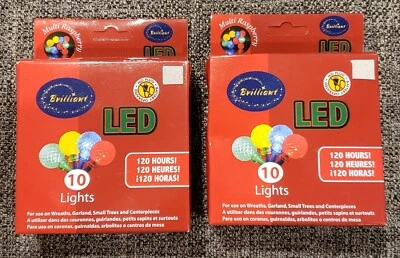 Multi Raspberry
LED
Brilliant
LED
120 HOURS!
120 HEURES!
¡120 HORAS!
10
Lights
For use on Wreaths, Garland, Small Trees and Centerpieces
A utiliser dans des couronnes, guirlandes, petits sapins et surtouts
Para uso en coronas, guirnaldas, arbolitos o centros de mesa
Multi Raspberry
LED
Brilliant
LED
120 HOURS!
120 HEURES!
¡120 HORAS!
10
Lights
For use on Wreaths, Garland, Small Trees and Centerpieces
A utiliser dans des couronnes, guirlandes, petits sapins et surtouts
Para uso en coronas, guirnaldas, arbolitos o centros de mesa